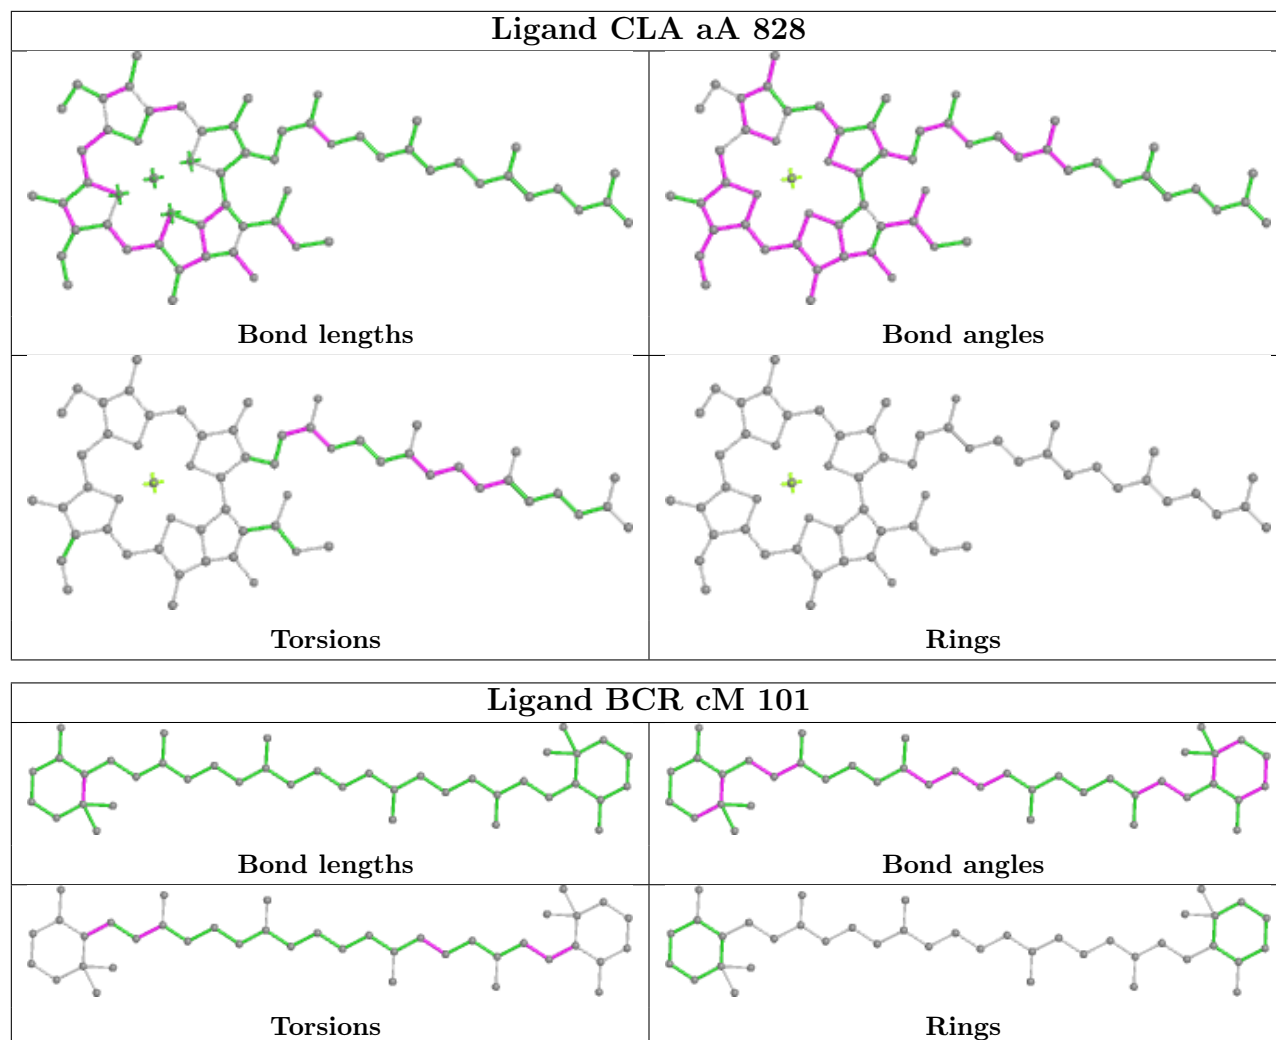 Ligand CLA aA 828
Bond lengths
Bond angles
Torsions
Rings
Ligand BCR cM 101
Bond lengths
Bond angles
Torsions
Rings